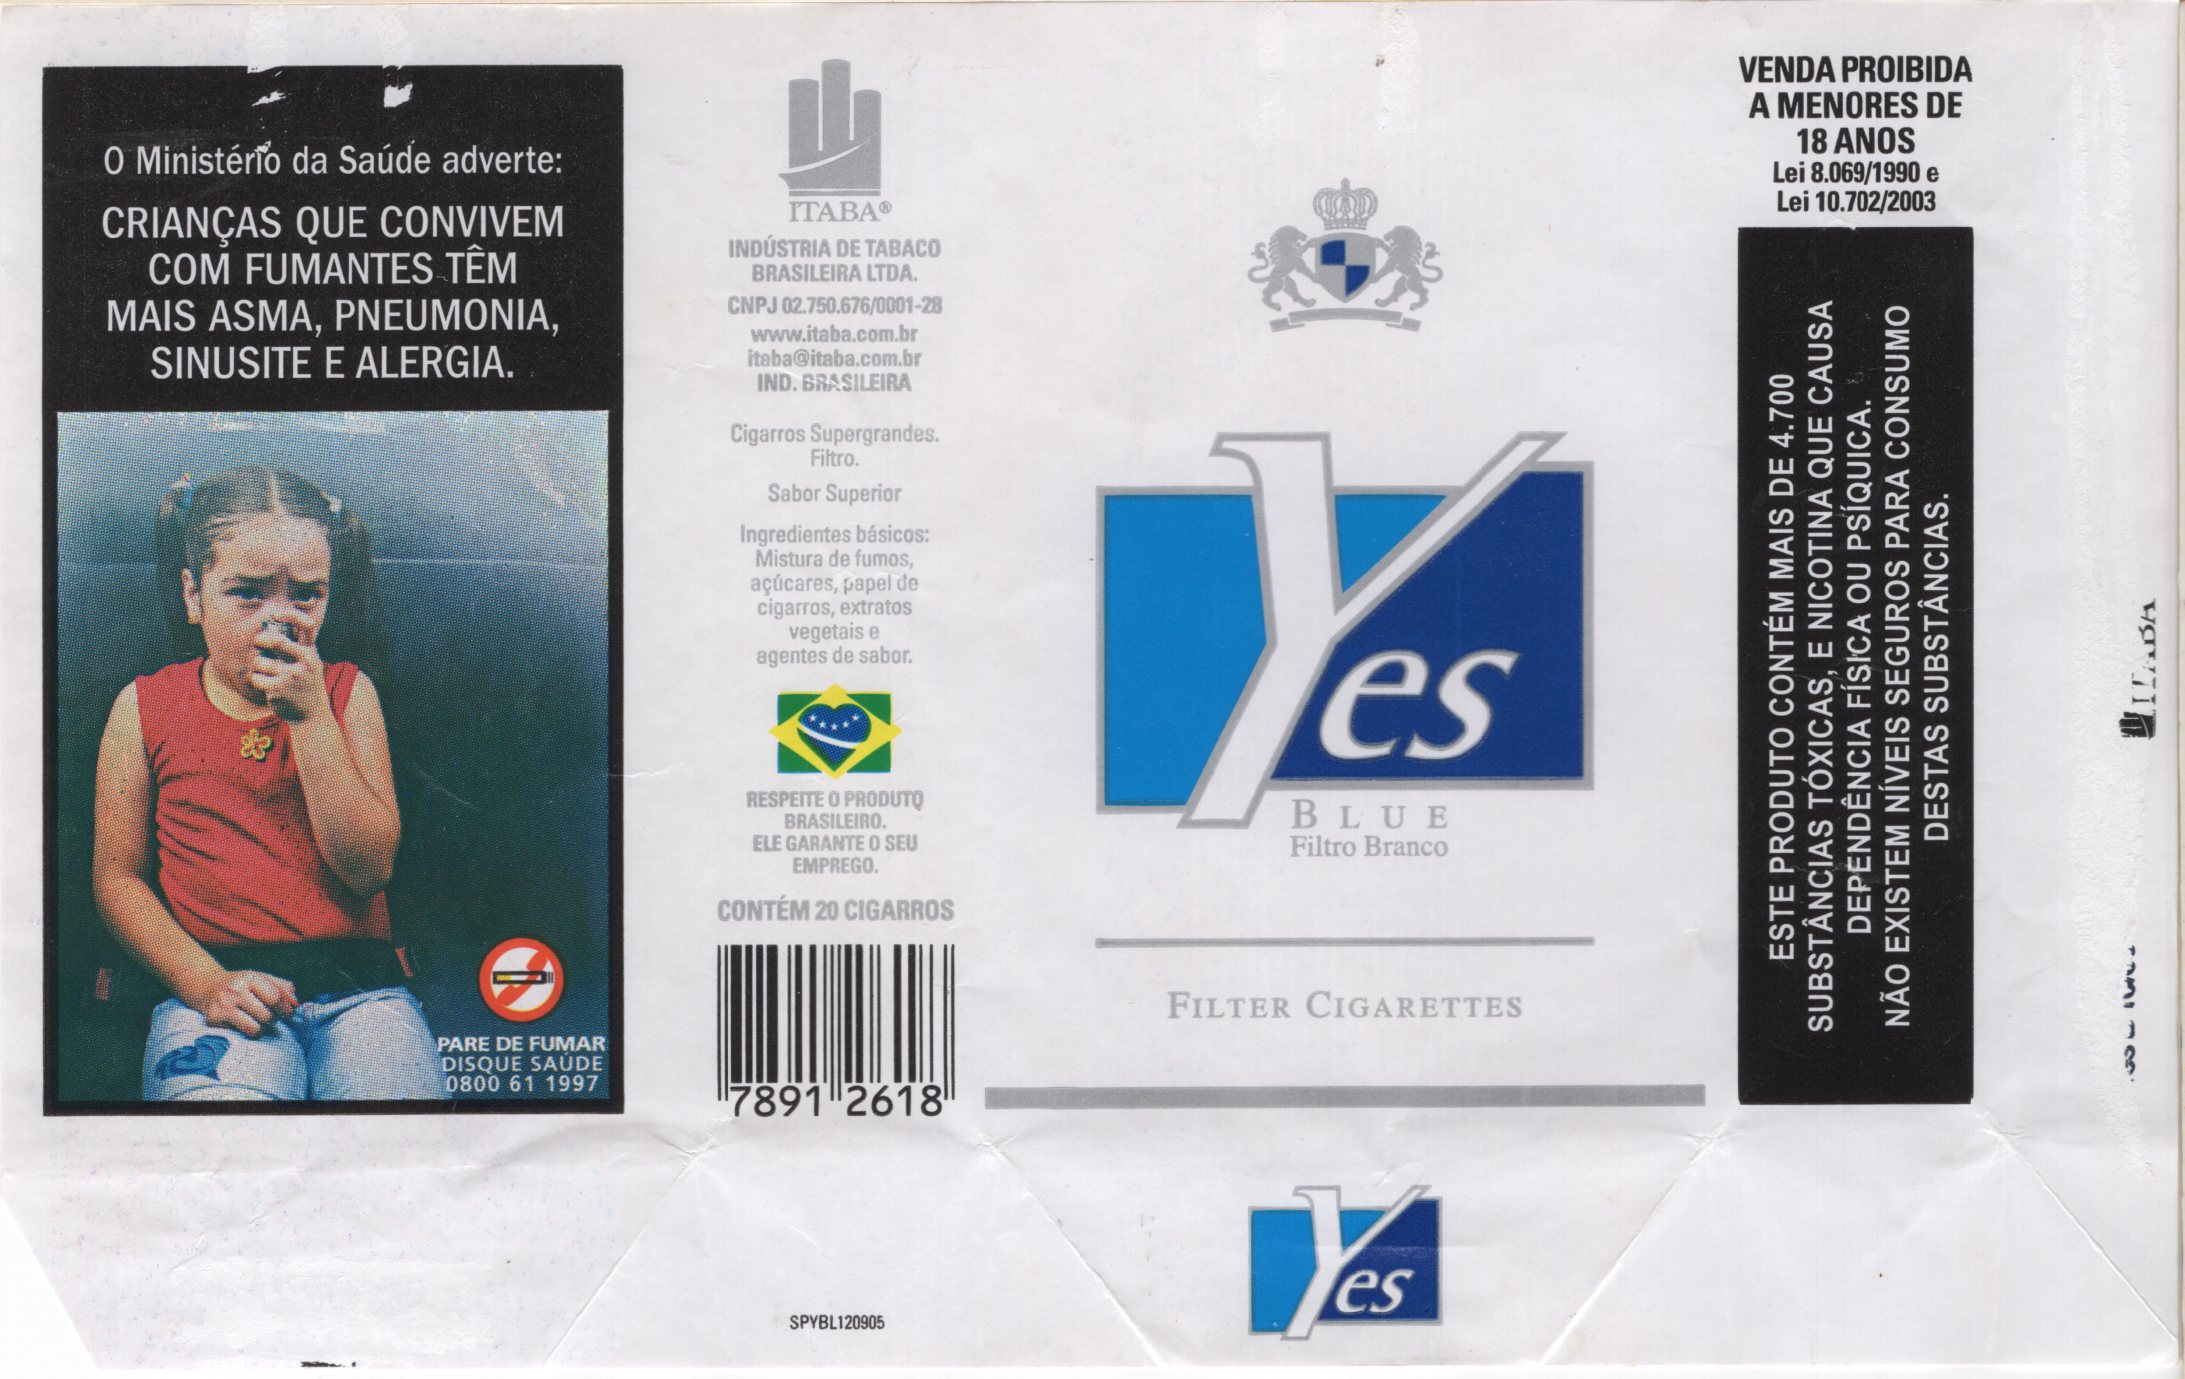 O Ministério da Saúde adverte:
CRIANÇAS QUE CONVIVEM
COM FUMANTES TÊM
MAIS ASMA, PNEUMONIA,
SINUSITE E ALERGIA.
PARE DE FUMAR
DISQUE SAÚDE
0800 61 1997
ITABA®
INDÚSTRIA DE TABACO
BRASILEIRA LTDA.
CNPJ 02.750.676/0001-28
www.itaba.com.br
itaba@itaba.com.br
IND. BRASILEIRA
Cigarros Supergrandes.
Filtro.
Sabor Superior
Ingredientes básicos:
Mistura de fumos,
açúcares, papel de
cigarros, extratos
vegetais e
agentes de sabor.
RESPEITE O PRODUTO
BRASILEIRO.
ELE GARANTE O SEU
EMPREGO.
CONTÉM 20 CIGARROS
7891 2618
SPYBL120905
Yes
BLUE
Filtro Branco
FILTER CIGARETTES
Yes
VENDA PROIBIDA
A MENORES DE
18 ANOS
Lei 8.069/1990 e
Lei 10.702/2003
ESTE PRODUTO CONTÉM MAIS DE 4.700
SUBSTÂNCIAS TÓXICAS, E NICOTINA QUE CAUSA
DEPENDÊNCIA FÍSICA OU PSÍQUICA.
NÃO EXISTEM NÍVEIS SEGUROS PARA CONSUMO
DESTAS SUBSTÂNCIAS.
ITABA